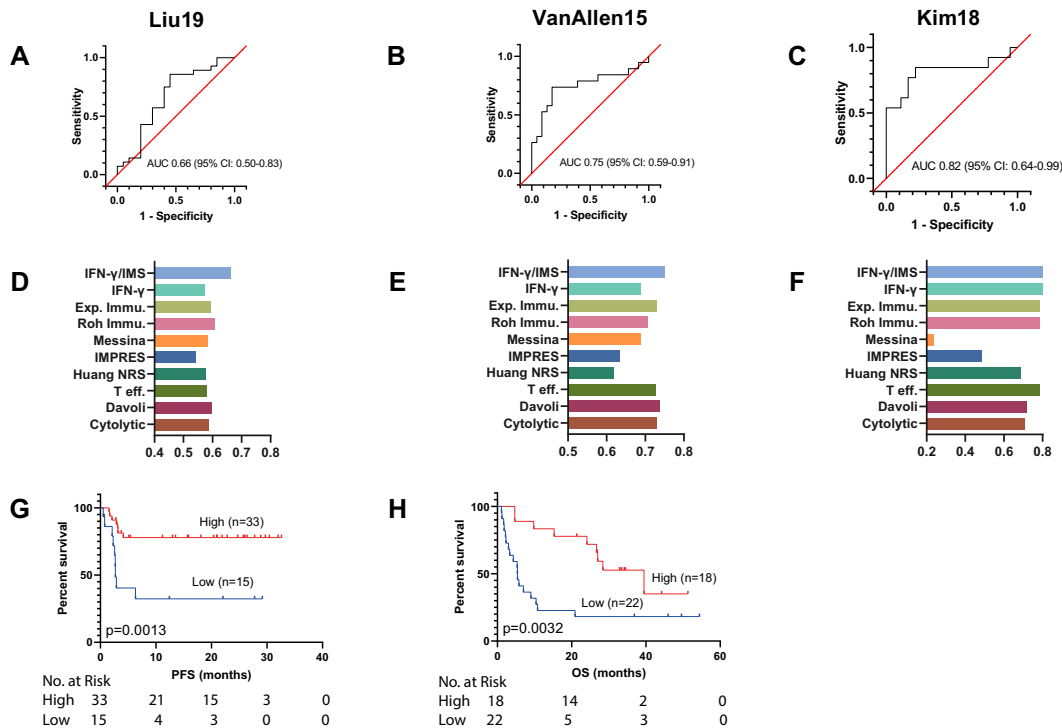 Liu19
VanAllen15
Kim18
A
1.0
0.5
0.0
Sensitivity
AUC 0.66 (95% CI: 0.50-0.83)
0.0 0.5 1.0
1 - Specificity
B
1.0
0.5
0.0
Sensitivity
AUC 0.75 (95% CI: 0.59-0.91)
0.0 0.5 1.0
1 - Specificity
C
1.0
0.5
0.0
Sensitivity
AUC 0.82 (95% CI: 0.64-0.99)
0.0 0.5 1.0
1 - Specificity
D
IFN-γ/IMS
IFN-γ
Exp. Immu.
Roh Immu.
Messina
IMPRES
Huang NRS
T eff.
Davoli
Cytolytic
0.4 0.5 0.6 0.7 0.8
E
IFN-γ/IMS
IFN-γ
Exp. Immu.
Roh Immu.
Messina
IMPRES
Huang NRS
T eff.
Davoli
Cytolytic
0.5 0.6 0.7 0.8
F
IFN-γ/IMS
IFN-γ
Exp. Immu.
Roh Immu.
Messina
IMPRES
Huang NRS
T eff.
Davoli
Cytolytic
0.2 0.4 0.6 0.8
G
100
50
0
Percent survival
High (n=33)
Low (n=15)
p=0.0013
0 10 20 30 40
PFS (months)
No. at Risk
High 33 21 15 3 0
Low 15 4 3 0 0
H
100
50
0
Percent survival
High (n=18)
Low (n=22)
p=0.0032
0 20 40 60
OS (months)
No. at Risk
High 18 14 2 0
Low 22 5 3 0